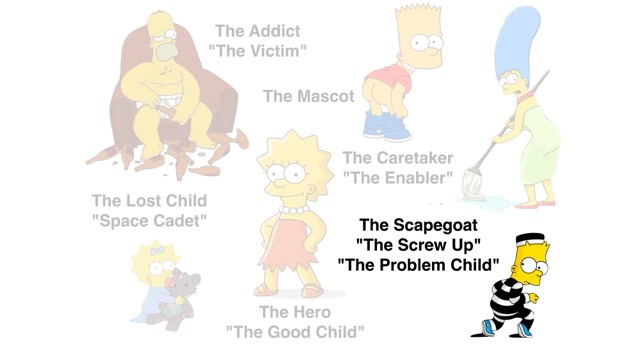 The Addict
"The Victim"
The Mascot
The Caretaker
"The Enabler"
The Lost Child
"Space Cadet"
The Scapegoat
"The Screw Up"
"The Problem Child"
The Hero
"The Good Child"